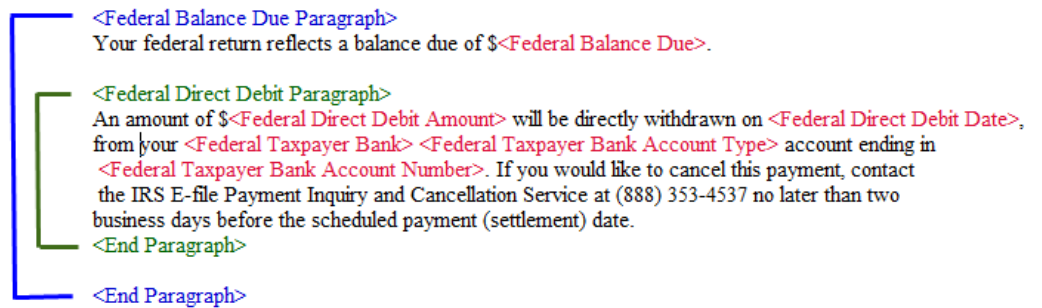 <Federal Balance Due Paragraph>
Your federal return reflects a balance due of $<Federal Balance Due>.
<Federal Direct Debit Paragraph>
An amount of $<Federal Direct Debit Amount> will be directly withdrawn on <Federal Direct Debit Date>,
from your <Federal Taxpayer Bank> <Federal Taxpayer Bank Account Type> account ending in
<Federal Taxpayer Bank Account Number>. If you would like to cancel this payment, contact
the IRS E-file Payment Inquiry and Cancellation Service at (888) 353-4537 no later than two
business days before the scheduled payment (settlement) date.
<End Paragraph>
<End Paragraph>